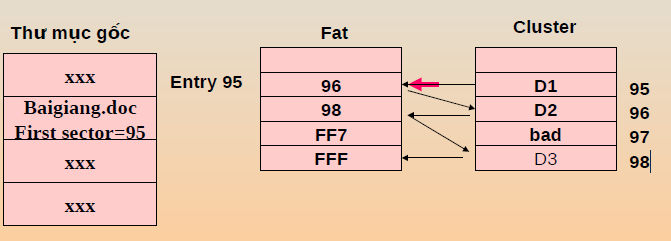 Thư mục gốc
Fat
Cluster
xxx
Entry 95
96
D1
95
Baigiang.doc
First sector=95
98
D2
96
FF7
bad
97
xxx
FFF
D3
98
xxx